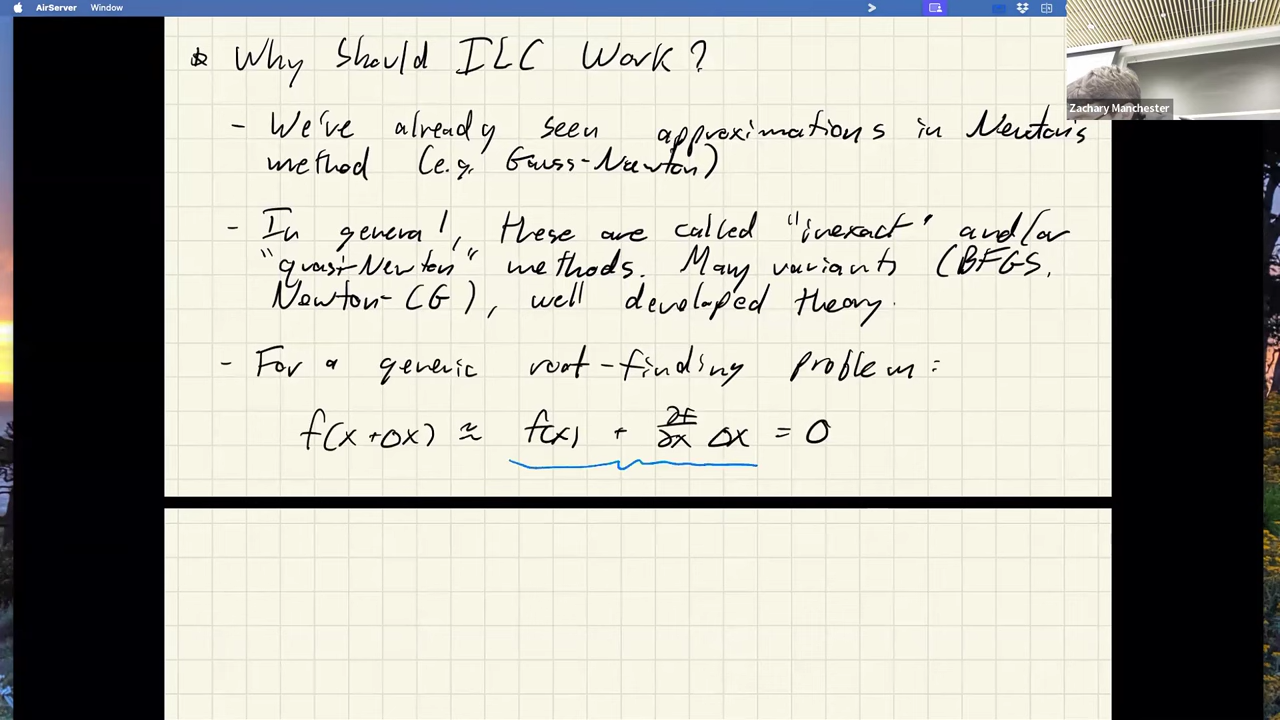 AirServer Window
Zachary Manchester
* Why Should ILC Work?
- We've already seen approximations in Newton's
method (e.g. Gauss-Newton)
- In general, these are called "inexact" and/or
"quasi-Newton" methods. Many variants (BFGS,
Newton-CG), well developed theory.
- For a generic root-finding problem:
f(x+Δx) ≈ f(x) + ∂f/∂x Δx = 0